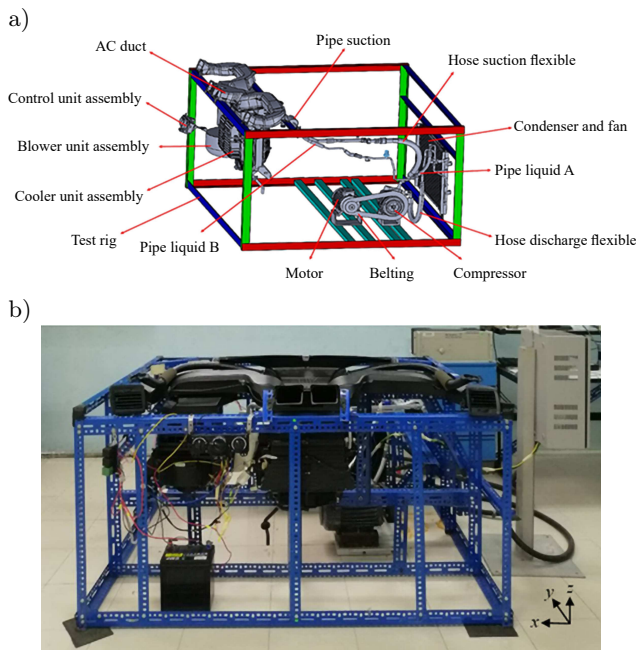 a)
Pipe suction
AC duct
Hose suction flexible
Control unit assembly
Condenser and fan
Blower unit assembly
Pipe liquid A
Cooler unit assembly
Test rig
Pipe liquid B
Hose discharge flexible
Motor
Belting
Compressor
b)
y
z
x